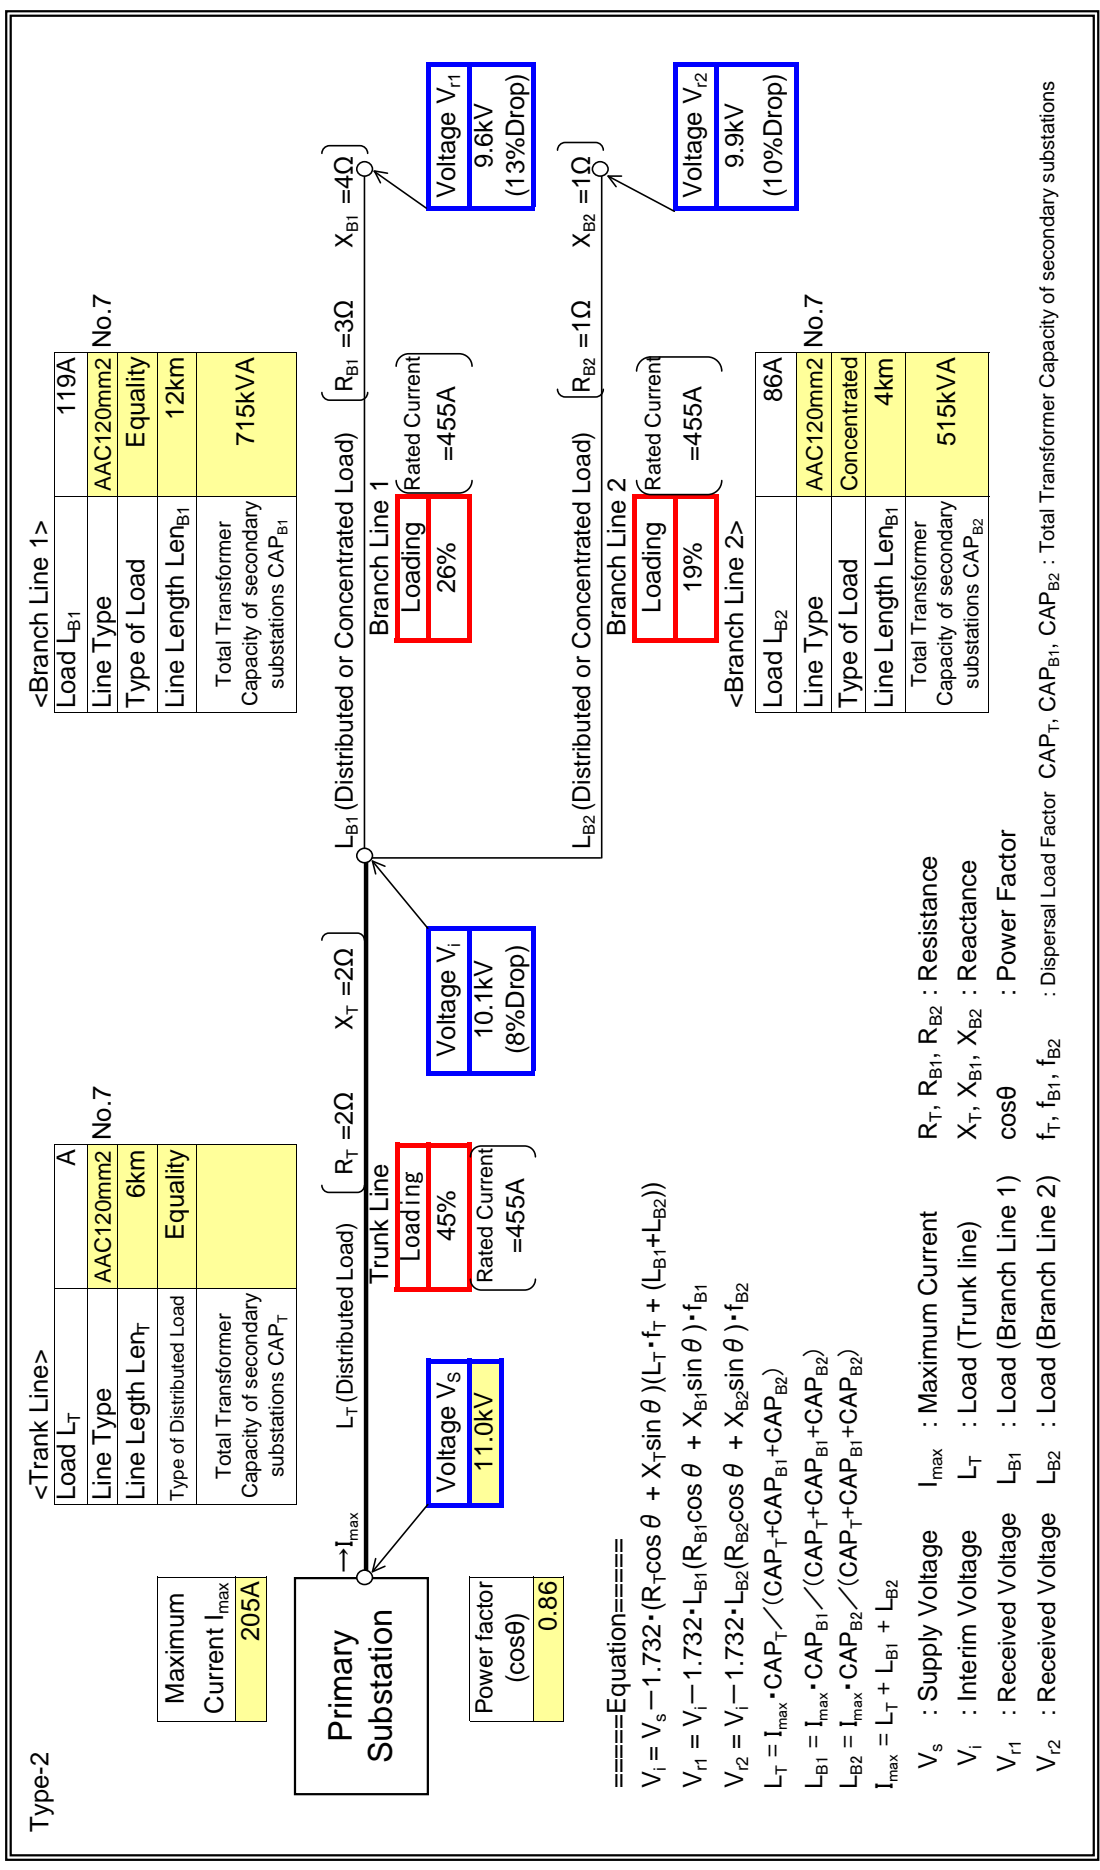 Type-2
Maximum
Current Imax
205A
Primary
Substation
→Imax
Power factor
(cosθ)
0.86
<Trank Line>
Load LT A
Line Type AAC120mm2 No.7
Line Legth LenT 6km
Type of Distributed Load Equality
Total Transformer
Capacity of secondary
substations CAPT
LT (Distributed Load) RT =2Ω XT =2Ω
Trunk Line
Loading
45%
Rated Current
=455A
Voltage VS
11.0kV
Voltage Vi
10.1kV
(8%Drop)
<Branch Line 1>
Load LB1 119A
Line Type AAC120mm2 No.7
Type of Load Equality
Line Length LenB1 12km
Total Transformer
Capacity of secondary
substations CAPB1
715kVA
LB1 (Distributed or Concentrated Load) RB1 =3Ω XB1 =4Ω
Branch Line 1
Loading
26%
Rated Current
=455A
Voltage Vr1
9.6kV
(13%Drop)
LB2 (Distributed or Concentrated Load) RB2 =1Ω XB2 =1Ω
Branch Line 2
Loading
19%
Rated Current
=455A
Voltage Vr2
9.9kV
(10%Drop)
<Branch Line 2>
Load LB2 86A
Line Type AAC120mm2 No.7
Type of Load Concentrated
Line Length LenB1 4km
Total Transformer
Capacity of secondary
substations CAPB2
515kVA
=====Equation=====
Vi = Vs－1.732・(RTcosθ + XTsinθ)(LT・fT + (LB1+LB2))
Vr1 = Vi－1.732・LB1(RB1cosθ + XB1sinθ)・fB1
Vr2 = Vi－1.732・LB2(RB2cosθ + XB2sinθ)・fB2
LT = Imax・CAPT／(CAPT+CAPB1+CAPB2)
LB1 = Imax・CAPB1／(CAPT+CAPB1+CAPB2)
LB2 = Imax・CAPB2／(CAPT+CAPB1+CAPB2)
Imax = LT + LB1 + LB2
Vs : Supply Voltage Imax : Maximum Current RT, RB1, RB2 : Resistance
Vi : Interim Voltage LT : Load (Trunk line) XT, XB1, XB2 : Reactance
Vr1 : Received Voltage LB1 : Load (Branch Line 1) cosθ : Power Factor
Vr2 : Received Voltage LB2 : Load (Branch Line 2) fT, fB1, fB2 : Dispersal Load Factor CAPT, CAPB1, CAPB2 : Total Transformer Capacity of secondary substations